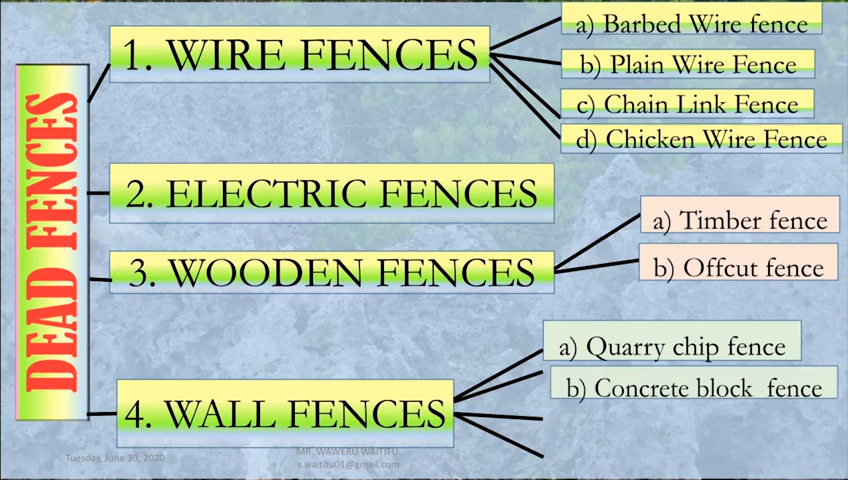 DEAD FENCES
1. WIRE FENCES
a) Barbed Wire fence
b) Plain Wire Fence
c) Chain Link Fence
d) Chicken Wire Fence
2. ELECTRIC FENCES
3. WOODEN FENCES
a) Timber fence
b) Offcut fence
4. WALL FENCES
a) Quarry chip fence
b) Concrete block fence
Tuesday, June 30, 2020
MR. WAWERU WAITITU.
s.waititu01@gmail.com